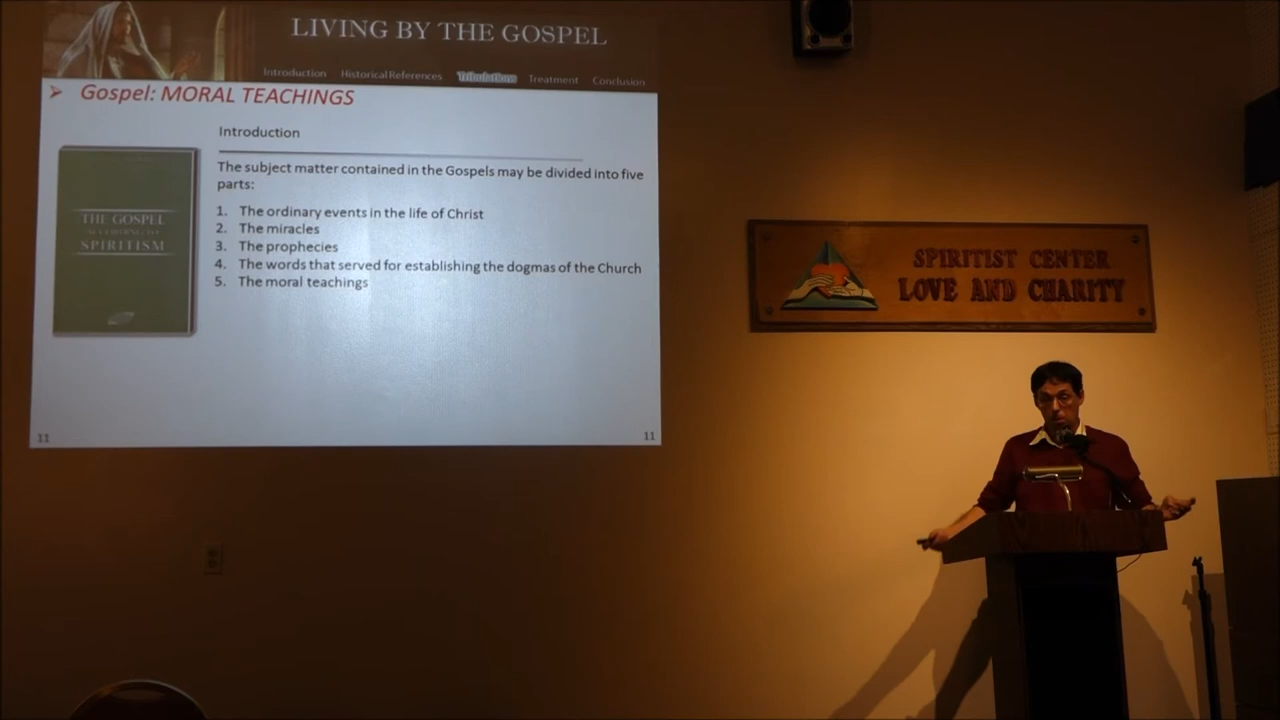 LIVING BY THE GOSPEL
Introduction Historical References Tribulations Treatment Conclusion
Gospel: MORAL TEACHINGS
Introduction
The subject matter contained in the Gospels may be divided into five
parts:
1. The ordinary events in the life of Christ
2. The miracles
3. The prophecies
4. The words that served for establishing the dogmas of the Church
5. The moral teachings
THE GOSPEL
ACCORDING TO
SPIRITISM
11
11
SPIRITIST CENTER
LOVE AND CHARITY